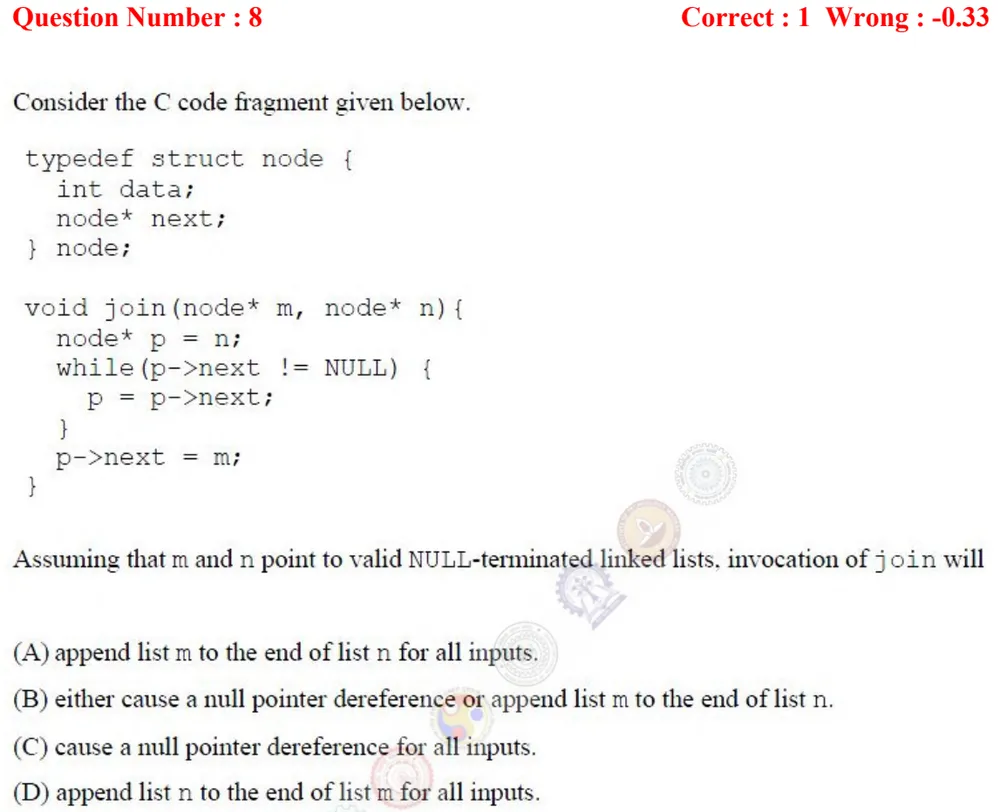 Question Number : 8 Correct : 1 Wrong : -0.33
Consider the C code fragment given below.
typedef struct node {
int data;
node* next;
} node;
void join(node* m, node* n){
node* p = n;
while(p->next != NULL) {
p = p->next;
}
p->next = m;
}
Assuming that m and n point to valid NULL-terminated linked lists, invocation of join will
(A) append list m to the end of list n for all inputs.
(B) either cause a null pointer dereference or append list m to the end of list n.
(C) cause a null pointer dereference for all inputs.
(D) append list n to the end of list m for all inputs.